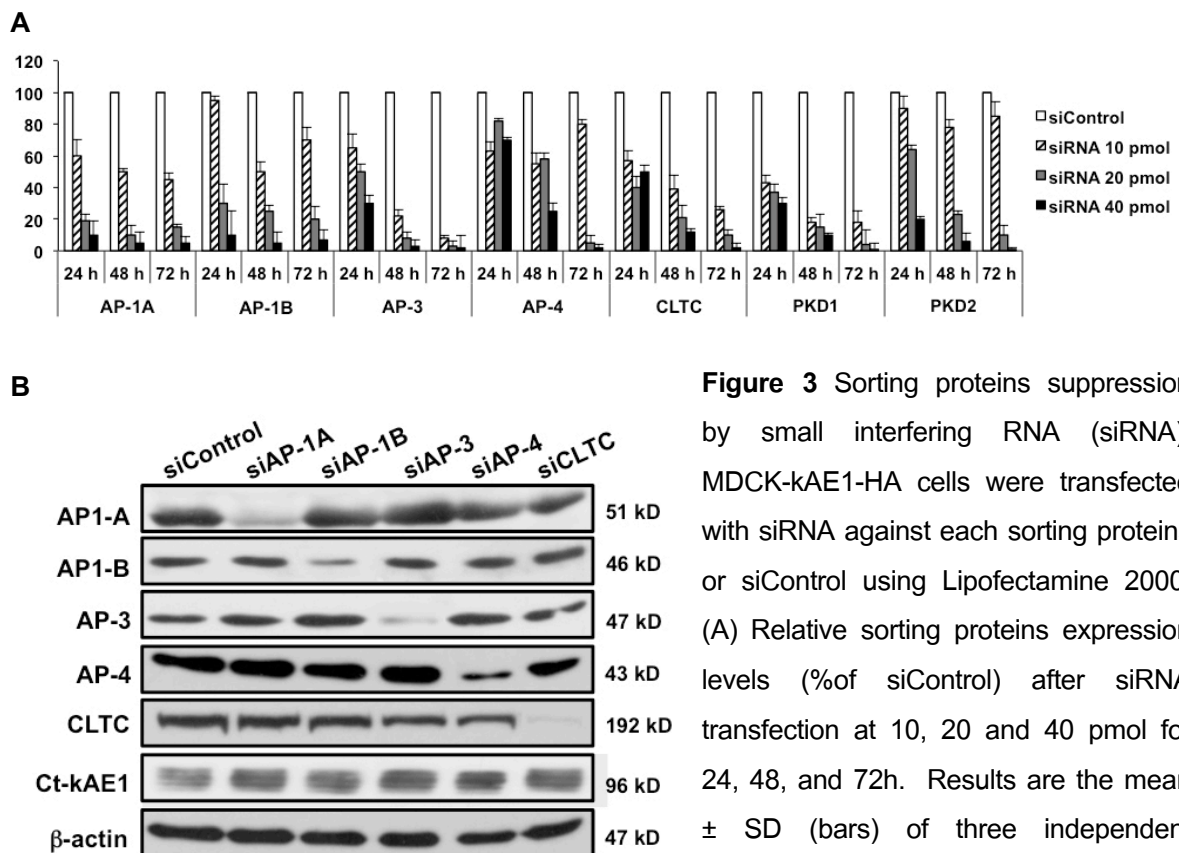 A
120
100
80
60
40
20
0
24 h 48 h 72 h 24 h 48 h 72 h 24 h 48 h 72 h 24 h 48 h 72 h 24 h 48 h 72 h 24 h 48 h 72 h 24 h 48 h 72 h
AP-1A AP-1B AP-3 AP-4 CLTC PKD1 PKD2
siControl
siRNA 10 pmol
siRNA 20 pmol
siRNA 40 pmol
B
siControl siAP-1A siAP-1B siAP-3 siAP-4 siCLTC
AP1-A 51 kD
AP1-B 46 kD
AP-3 47 kD
AP-4 43 kD
CLTC 192 kD
Ct-kAE1 96 kD
β-actin 47 kD
Figure 3 Sorting proteins suppression
by small interfering RNA (siRNA)
MDCK-kAE1-HA cells were transfected
with siRNA against each sorting protein
or siControl using Lipofectamine 2000
(A) Relative sorting proteins expression
levels (%of siControl) after siRNA
transfection at 10, 20 and 40 pmol fo
24, 48, and 72h. Results are the mean
± SD (bars) of three independen